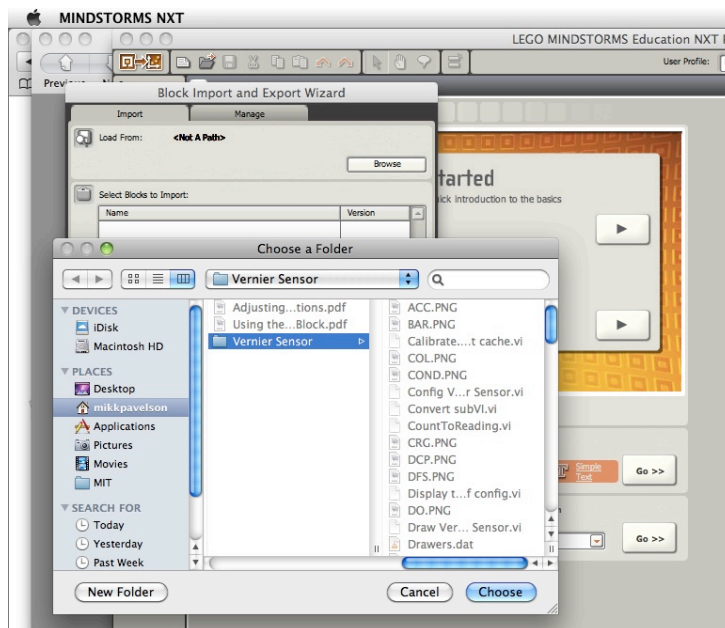 MINDSTORMS NXT
LEGO MINDSTORMS Education NXT
User Profile:
Block Import and Export Wizard
Import
Manage
Load From:
<Not A Path>
Browse
Select Blocks to Import:
Name
Version
tarted
ick introduction to the basics
Choose a Folder
Vernier Sensor
DEVICES
iDisk
Macintosh HD
PLACES
Desktop
mikkpavelson
Applications
Pictures
Movies
MIT
SEARCH FOR
Today
Yesterday
Past Week
Adjusting...tions.pdf
Using the...Block.pdf
Vernier Sensor
ACC.PNG
BAR.PNG
Calibrate....t cache.vi
COL.PNG
COND.PNG
Config V...r Sensor.vi
Convert subVI.vi
CountToReading.vi
CRG.PNG
DCP.PNG
DFS.PNG
Display t...f config.vi
DO.PNG
Draw Ver... Sensor.vi
Drawers.dat
Simple
Text
Go >>
Go >>
New Folder
Cancel
Choose